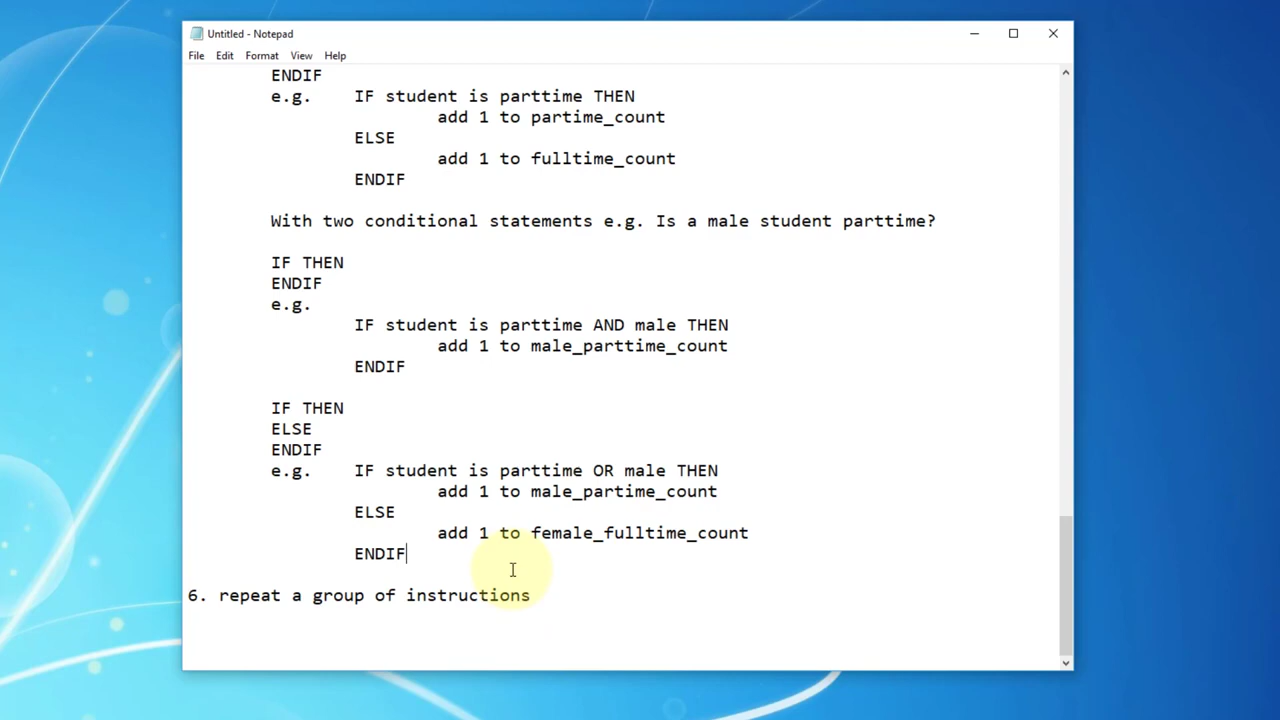 Untitled - Notepad
File Edit Format View Help
ENDIF
e.g. IF student is parttime THEN
add 1 to partime_count
ELSE
add 1 to fulltime_count
ENDIF
With two conditional statements e.g. Is a male student parttime?
IF THEN
ENDIF
e.g.
IF student is parttime AND male THEN
add 1 to male_parttime_count
ENDIF
IF THEN
ELSE
ENDIF
e.g. IF student is parttime OR male THEN
add 1 to male_partime_count
ELSE
add 1 to female_fulltime_count
ENDIF
6. repeat a group of instructions